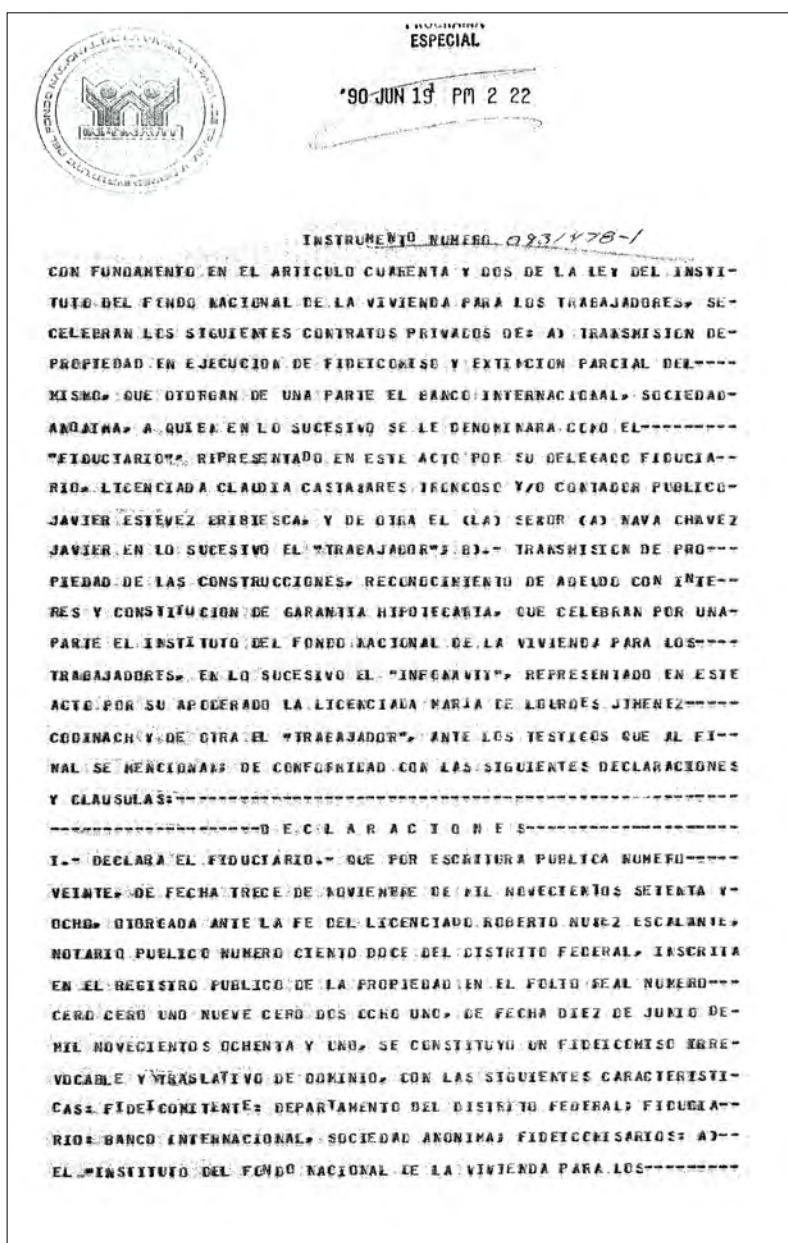 PROGRAMA
ESPECIAL
'90 JUN 19 PM 2 22
INFONAVIT
INSTRUMENTO NUMERO 0931478-1
CON FUNDAMENTO EN EL ARTICULO CUARENTA Y DOS DE LA LEY DEL INSTI-
TUTO DEL FONDO NACIONAL DE LA VIVIENDA PARA LOS TRABAJADORES, SE-
CELEBRAN LOS SIGUIENTES CONTRATOS PRIVADOS DE: A) TRANSMISION DE-
PROPIEDAD EN EJECUCION DE FIDEICOMISO Y EXTINCION PARCIAL DEL----
MISMO, QUE OTORGAN DE UNA PARTE EL BANCO INTERNACIONAL, SOCIEDAD-
ANONIMA, A QUIEN EN LO SUCESIVO SE LE DENOMINARA COMO EL---------
"FIDUCIARIO", RIPRESENTADO EN ESTE ACTO POR SU DELEGADO FIDUCIA--
RIO, LICENCIADA CLAUDIA CASTAÑARES TRONCOSO Y/O CONTADOR PUBLICO-
JAVIER ESTEVEZ ERIBIESCA, Y DE OTRA EL (LA) SEÑOR (A) NAVA CHAVEZ
JAVIER EN LO SUCESIVO EL "TRABAJADOR"; B).- TRANSMISION DE PRO---
PIEDAD DE LAS CONSTRUCCIONES, RECONOCIMIENTO DE ADEUDO CON INTE--
RES Y CONSTITUCION DE GARANTIA HIPOTECARIA, QUE CELEBRAN POR UNA-
PARTE EL INSTITUTO DEL FONDO NACIONAL DE LA VIVIENDA PARA LOS----
TRABAJADORES, EN LO SUCESIVO EL "INFONAVIT", REPRESENTADO EN ESTE
ACTO POR SU APODERADO LA LICENCIADA MARIA DE LOURDES JIMENEZ-----
CODINACH Y DE OTRA EL "TRABAJADOR", ANTE LOS TESTIGOS QUE AL FI--
NAL SE MENCIONAN; DE CONFORMIDAD CON LAS SIGUIENTES DECLARACIONES
Y CLAUSULAS:-----------------------------------------------------
--------------------D E C L A R A C I O N E S--------------------
I.- DECLARA EL FIDUCIARIO.- QUE POR ESCRITURA PUBLICA NUMERO-----
VEINTE, DE FECHA TRECE DE NOVIEMBRE DE MIL NOVECIENTOS SETENTA Y-
OCHO, OTORGADA ANTE LA FE DEL LICENCIADO ROBERTO NUÑEZ ESCALANTE,
NOTARIO PUBLICO NUMERO CIENTO DOCE DEL DISTRITO FEDERAL, INSCRITA
EN EL REGISTRO PUBLICO DE LA PROPIEDAD EN EL FOLIO REAL NUMERO---
CERO CERO UNO NUEVE CERO DOS OCHO UNO, DE FECHA DIEZ DE JUNIO DE-
MIL NOVECIENTOS OCHENTA Y UNO, SE CONSTITUYO UN FIDEICOMISO IRRE-
VOCABLE Y TRASLATIVO DE DOMINIO, CON LAS SIGUIENTES CARACTERISTI-
CAS: FIDEICOMITENTE: DEPARTAMENTO DEL DISTRITO FEDERAL; FIDUCIA--
RIO: BANCO INTERNACIONAL, SOCIEDAD ANONIMA; FIDEICOMISARIOS: A)--
EL "INSTITUTO DEL FONDO NACIONAL DE LA VIVIENDA PARA LOS---------